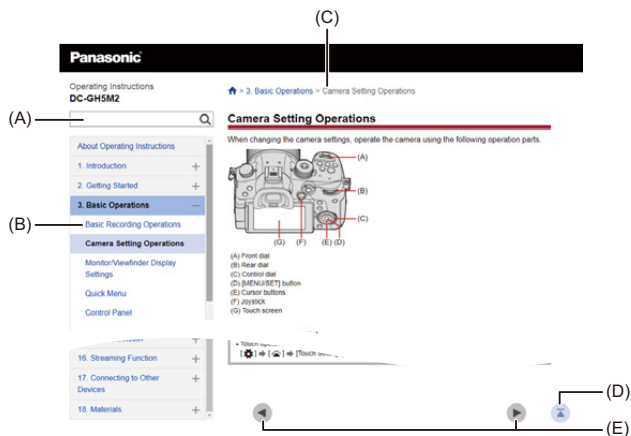 (C)
Panasonic
Operating Instructions
DC-GH5M2
3. Basic Operations > Camera Setting Operations
(A)
Camera Setting Operations
When changing the camera settings, operate the camera using the following operation parts.
About Operating Instructions
1. Introduction
2. Getting Started
3. Basic Operations
(B)
Basic Recording Operations
Camera Setting Operations
Monitor/Viewfinder Display
Settings
Quick Menu
Control Panel
(A)
(B)
(C)
(G) (F) (E) (D)
(A) Front dial
(B) Rear dial
(C) Control dial
(D) [MENU/SET] button
(E) Cursor buttons
(F) Joystick
(G) Touch screen
16. Streaming Function
17. Connecting to Other
Devices
18. Materials
• Touch
(D)
(E)